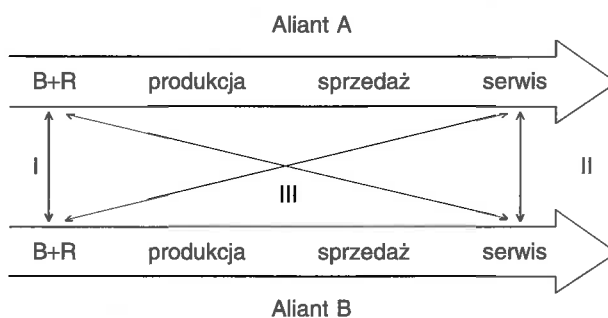 Aliant A
B+R produkcja sprzedaż serwis
I II
III
B+R produkcja sprzedaż serwis
Aliant B